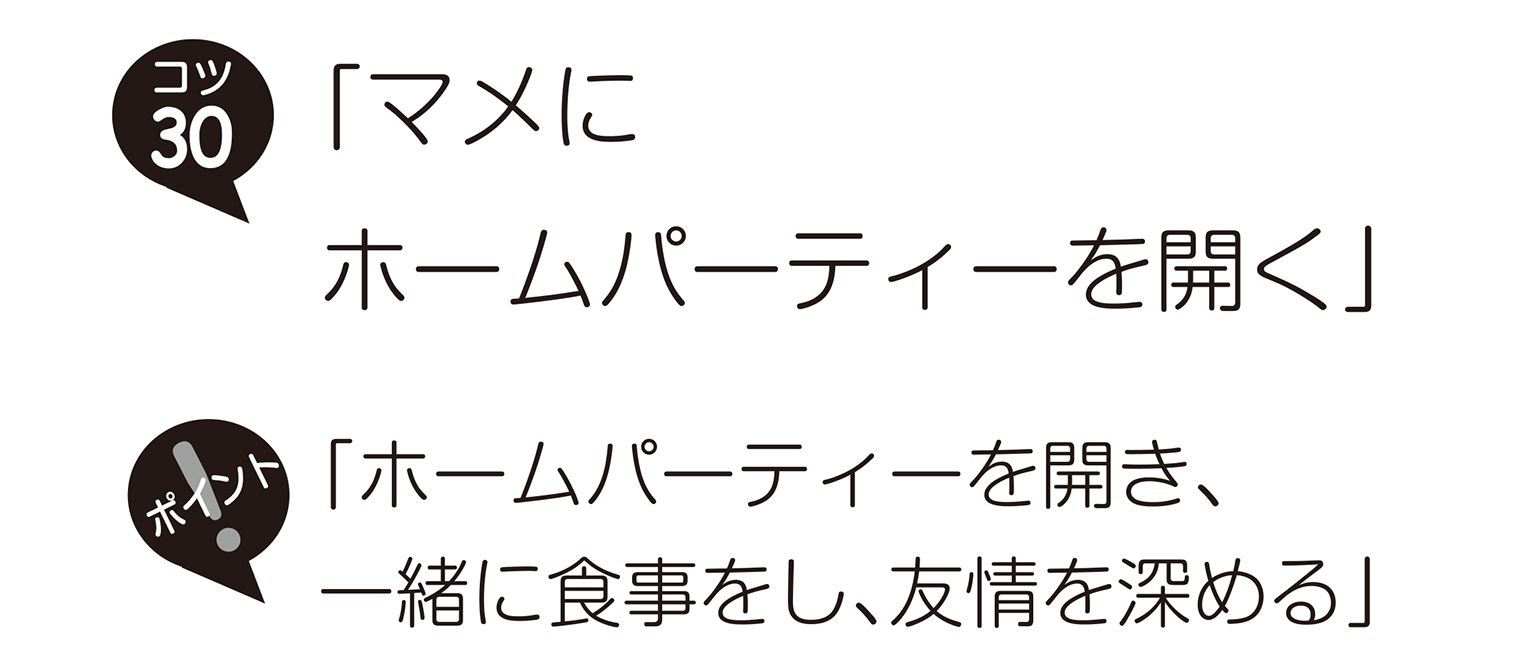 コツ
30
「マメに
ホームパーティーを開く」
ポイント
「ホームパーティーを開き、
一緒に食事をし、友情を深める」